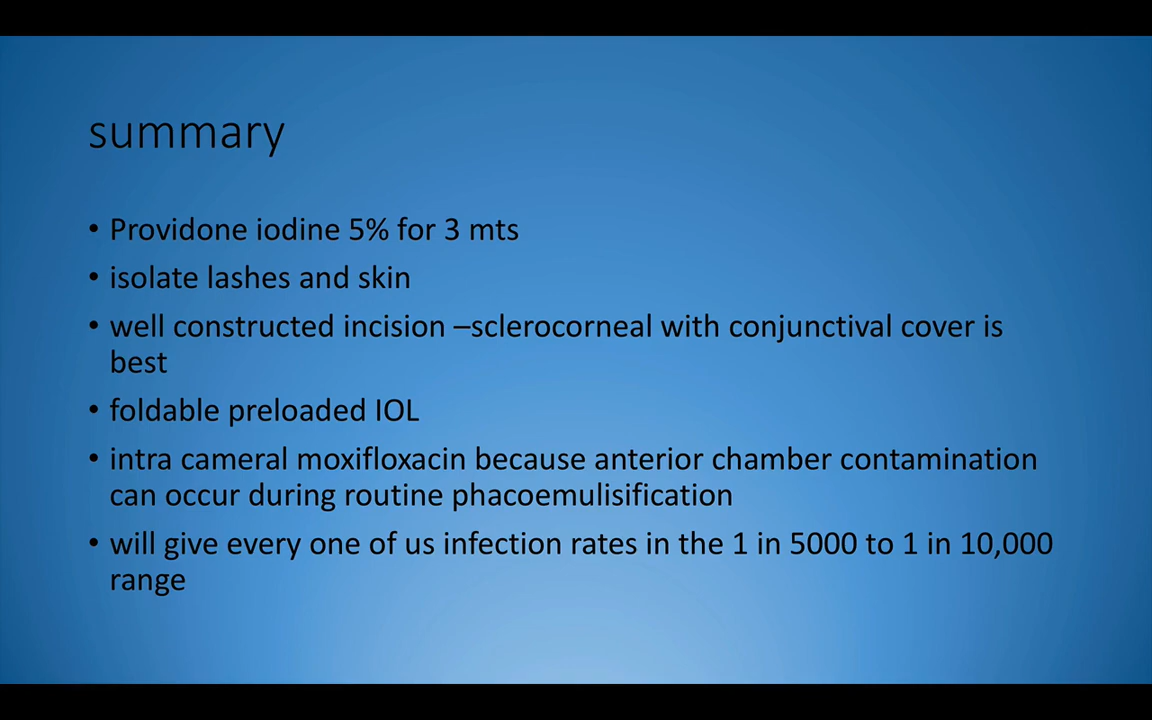 summary
• Providone iodine 5% for 3 mts
• isolate lashes and skin
• well constructed incision –sclerocorneal with conjunctival cover is
best
• foldable preloaded IOL
• intra cameral moxifloxacin because anterior chamber contamination
can occur during routine phacoemulisification
• will give every one of us infection rates in the 1 in 5000 to 1 in 10,000
range